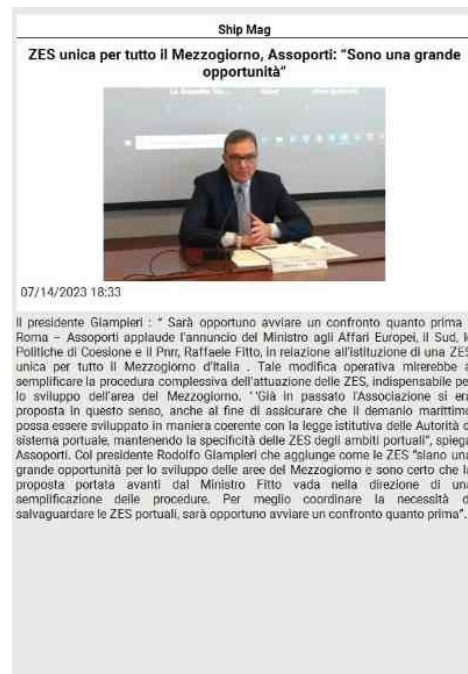 Ship Mag
ZES unica per tutto il Mezzogiorno, Assoporti: “Sono una grande
opportunità”
07/14/2023 18:33
Il presidente Giampieri : “ Sarà opportuno avviare un confronto quanto prima
Roma – Assoporti applaude l'annuncio del Ministro agli Affari Europei, il Sud, le
Politiche di Coesione e il Pnrr, Raffaele Fitto, in relazione all'istituzione di una ZES
unica per tutto il Mezzogiorno d'Italia . Tale modifica operativa mirerebbe a
semplificare la procedura complessiva dell'attuazione delle ZES, indispensabile per
lo sviluppo dell'area del Mezzogiorno. “Già in passato l'Associazione si era
proposta in questo senso, anche al fine di assicurare che il demanio marittimo
possa essere sviluppato in maniera coerente con la legge istitutiva delle Autorità di
sistema portuale, mantenendo la specificità delle ZES degli ambiti portuali”, spiega
Assoporti. Col presidente Rodolfo Giampieri che aggiunge come le ZES “siano una
grande opportunità per lo sviluppo delle aree del Mezzogiorno e sono certo che la
proposta portata avanti dal Ministro Fitto vada nella direzione di una
semplificazione delle procedure. Per meglio coordinare la necessità di
salvaguardare le ZES portuali, sarà opportuno avviare un confronto quanto prima”.